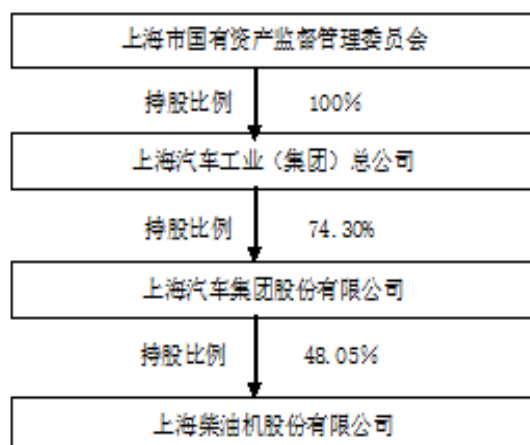 上海市国有资产监督管理委员会
持股比例 100%
上海汽车工业（集团）总公司
持股比例 74.30%
上海汽车集团股份有限公司
持股比例 48.05%
上海柴油机股份有限公司